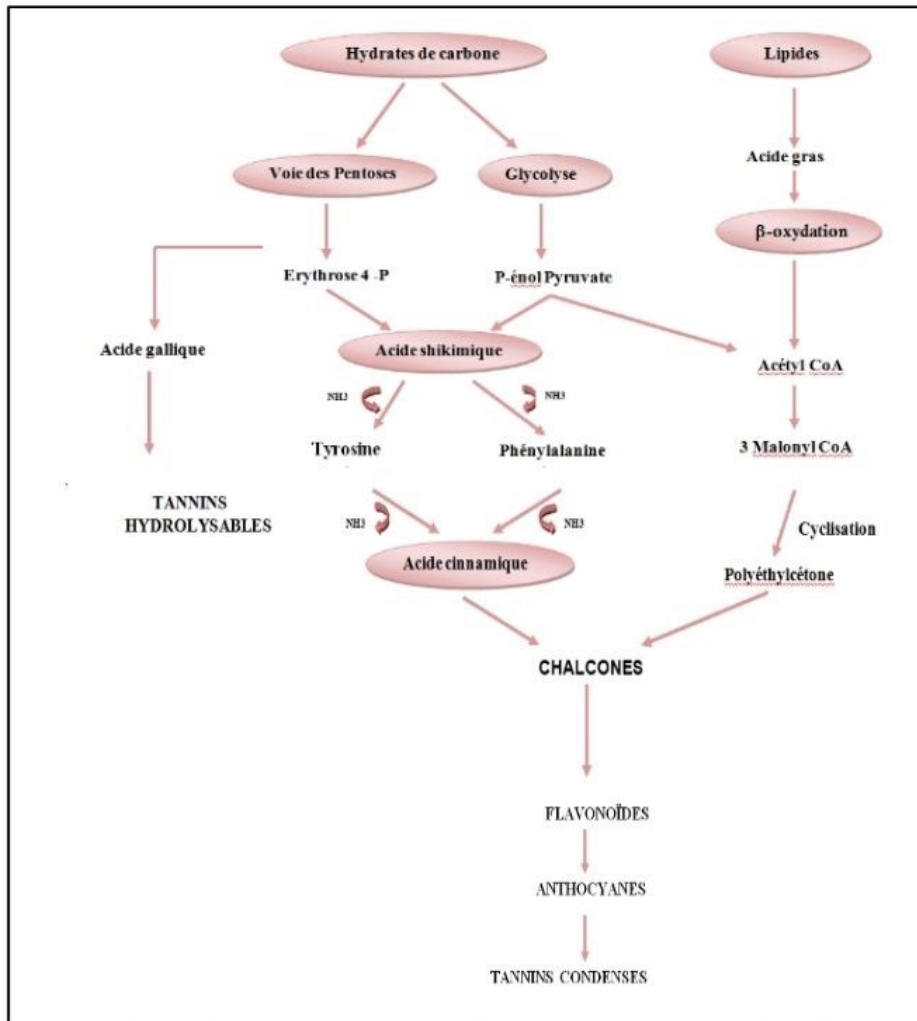 Hydrates de carbone
Lipides
Acide gras
Voie des Pentoses
Glycolyse
β-oxydation
Erythrose 4 -P
P-énol Pyruvate
Acide gallique
Acide shikimique
Acétyl CoA
NH3
NH3
Tyrosine
Phénylalanine
3 Malonyl CoA
TANNINS
HYDROLYSABLES
NH3
NH3
Cyclisation
Acide cinnamique
Polyéthylcétone
CHALCONES
FLAVONOÏDES
ANTHOCYANES
TANNINS CONDENSES